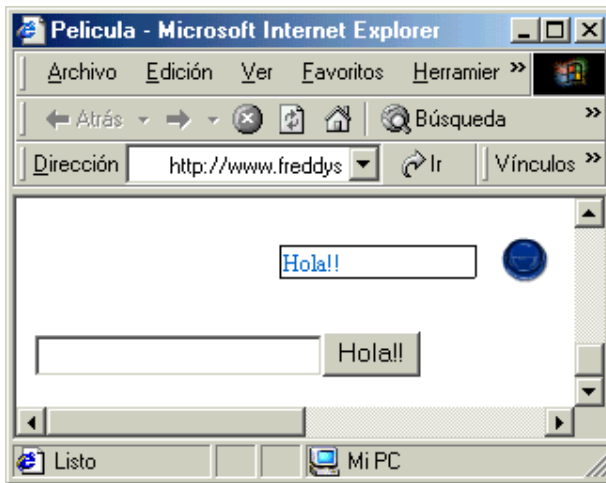 Pelicula - Microsoft Internet Explorer
Archivo Edición Ver Favoritos Herramier »
Atrás Búsqueda »
Dirección http://www.freddys Ir Vínculos »
Hola!!
Hola!!
Listo Mi PC